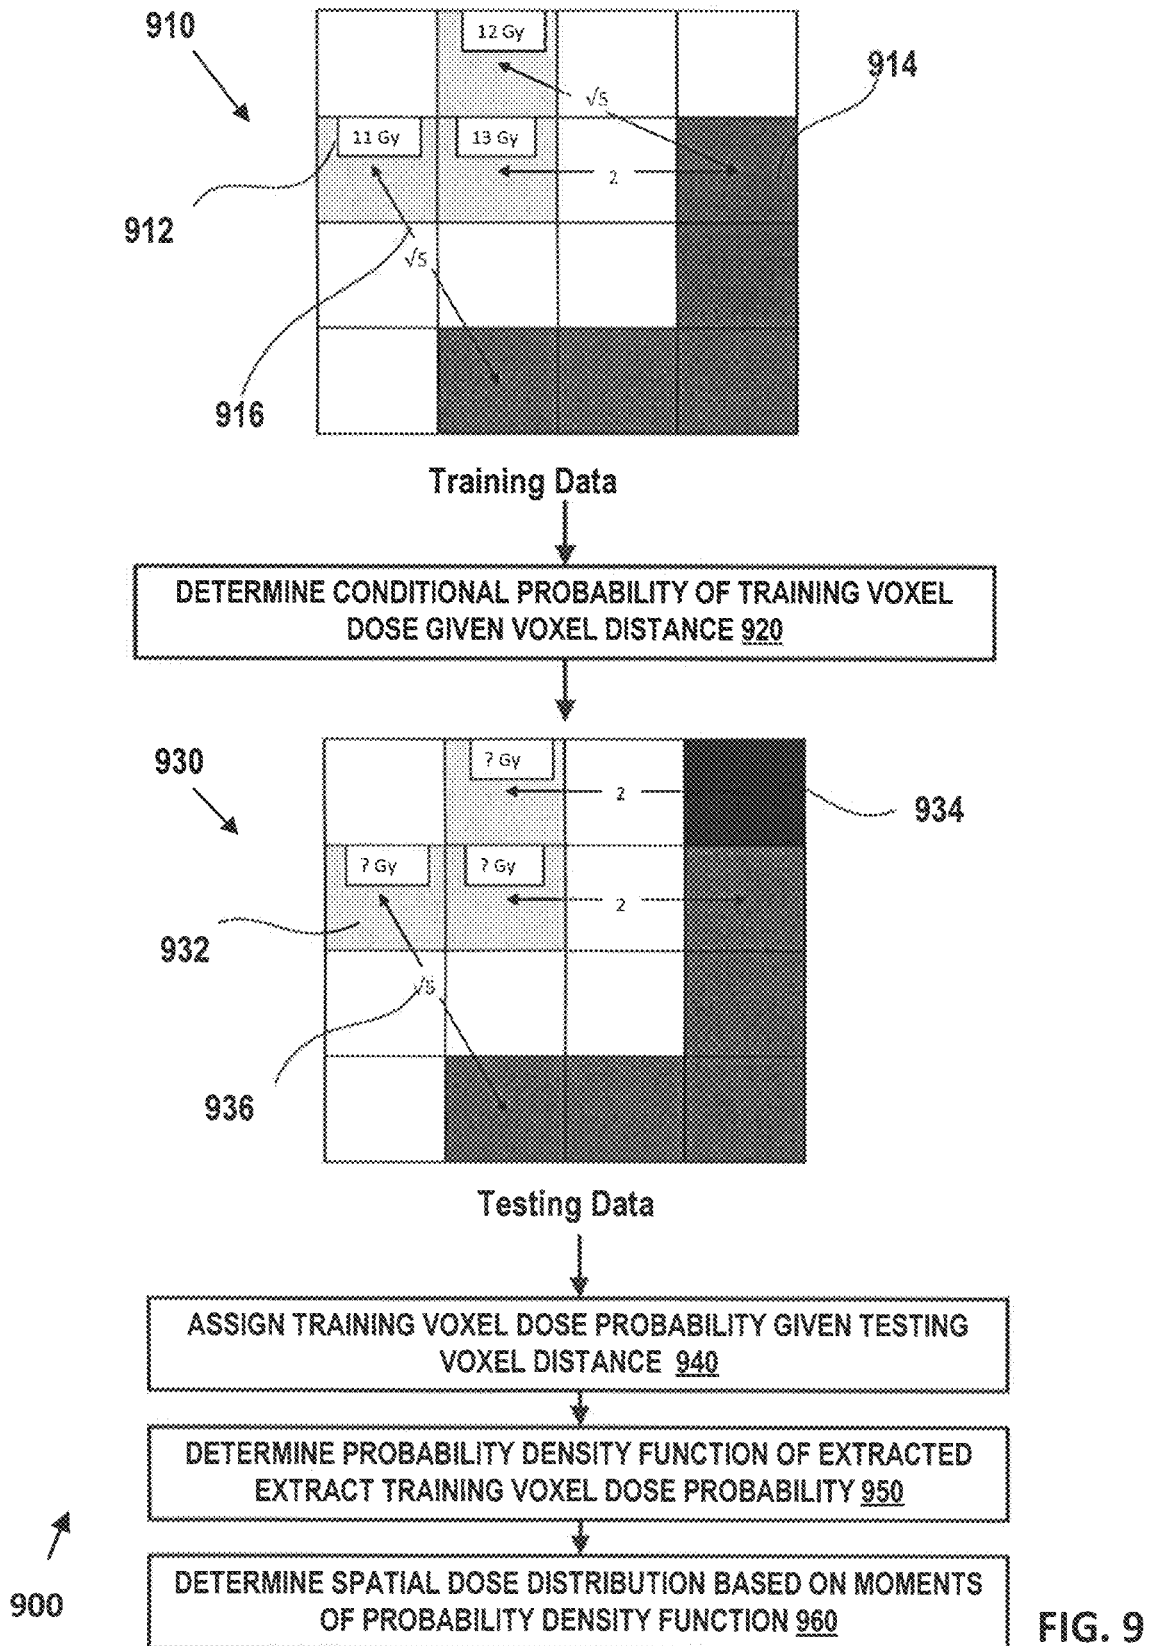 910
12 Gy
914
√5
11 Gy
13 Gy
2
912
√5
916
Training Data
DETERMINE CONDITIONAL PROBABILITY OF TRAINING VOXEL
DOSE GIVEN VOXEL DISTANCE 920
930
? Gy
2
934
? Gy
? Gy
2
932
√5
936
Testing Data
ASSIGN TRAINING VOXEL DOSE PROBABILITY GIVEN TESTING
VOXEL DISTANCE 940
DETERMINE PROBABILITY DENSITY FUNCTION OF EXTRACTED
EXTRACT TRAINING VOXEL DOSE PROBABILITY 950
900
DETERMINE SPATIAL DOSE DISTRIBUTION BASED ON MOMENTS
OF PROBABILITY DENSITY FUNCTION 960
FIG. 9